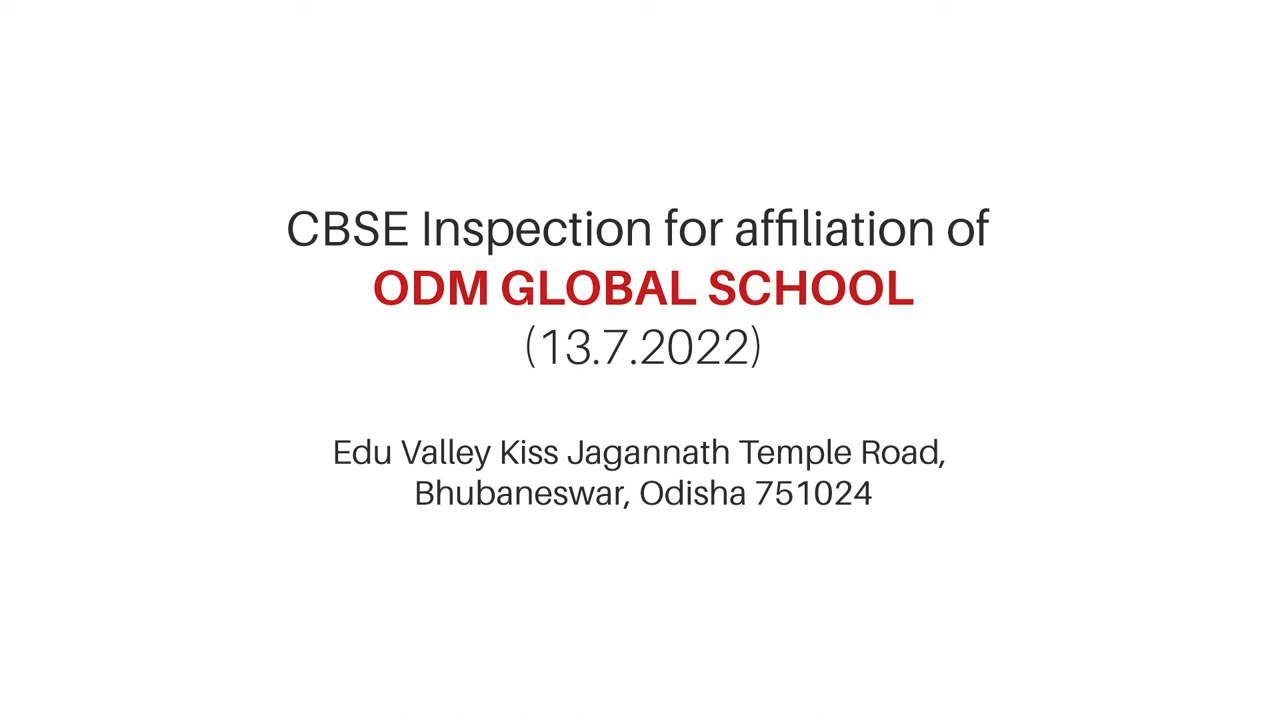 CBSE Inspection for affiliation of
ODM GLOBAL SCHOOL
(13.7.2022)
Edu Valley Kiss Jagannath Temple Road,
Bhubaneswar, Odisha 751024